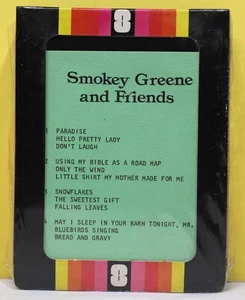 8
Smokey Greene
and Friends
1 PARADISE
HELLO PRETTY LADY
DON'T LAUGH
2 USING MY BIBLE AS A ROAD MAP
ONLY THE WIND
LITTLE SHIRT MY MOTHER MADE FOR ME
3 SNOWFLAKES
THE SWEETEST GIFT
FALLING LEAVES
4 MAY I SLEEP IN YOUR BARN TONIGHT, MR.
BLUEBIRDS SINGING
BREAD AND GRAVY
8